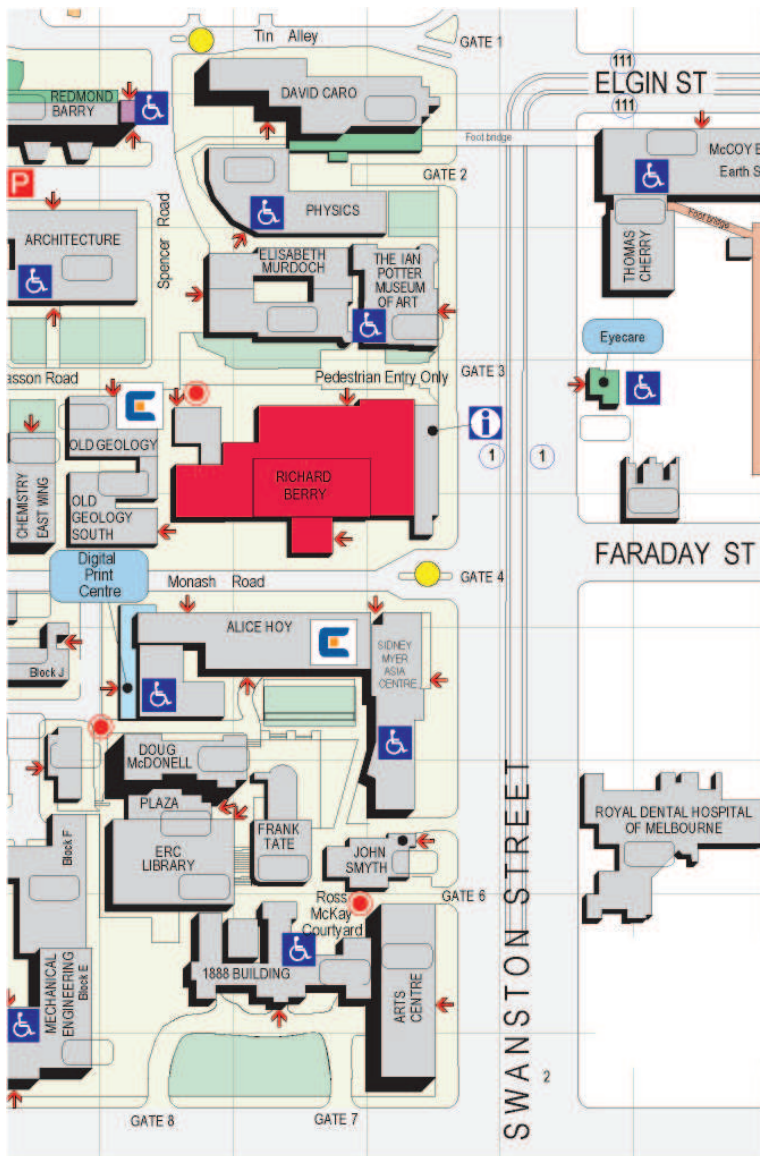 Tin Alley
GATE 1
111
ELGIN ST
111
REDMOND
BARRY
DAVID CARO
Foot bridge
McCOY
Earth S
GATE 2
P
PHYSICS
Spencer Road
ARCHITECTURE
Foot bridge
THOMAS
CHERRY
ELISABETH
MURDOCH
THE IAN
POTTER
MUSEUM
OF ART
Eyecare
GATE 3
asson Road
Pedestrian Entry Only
i
1
1
OLD GEOLOGY
CHEMISTRY
EAST WING
OLD
GEOLOGY
SOUTH
RICHARD
BERRY
FARADAY ST
Digital
Print
Centre
Monash Road
GATE 4
ALICE HOY
SIDNEY
MYER
ASIA
CENTRE
Block J
DOUG
McDONELL
PLAZA
ERC
LIBRARY
FRANK
TATE
JOHN
SMYTH
ROYAL DENTAL HOSPITAL
OF MELBOURNE
Block F
GATE 6
Ross
McKay
Courtyard
1888 BUILDING
MECHANICAL
ENGINEERING
Block E
ARTS
CENTRE
SWANSTON STREET
2
GATE 8
GATE 7